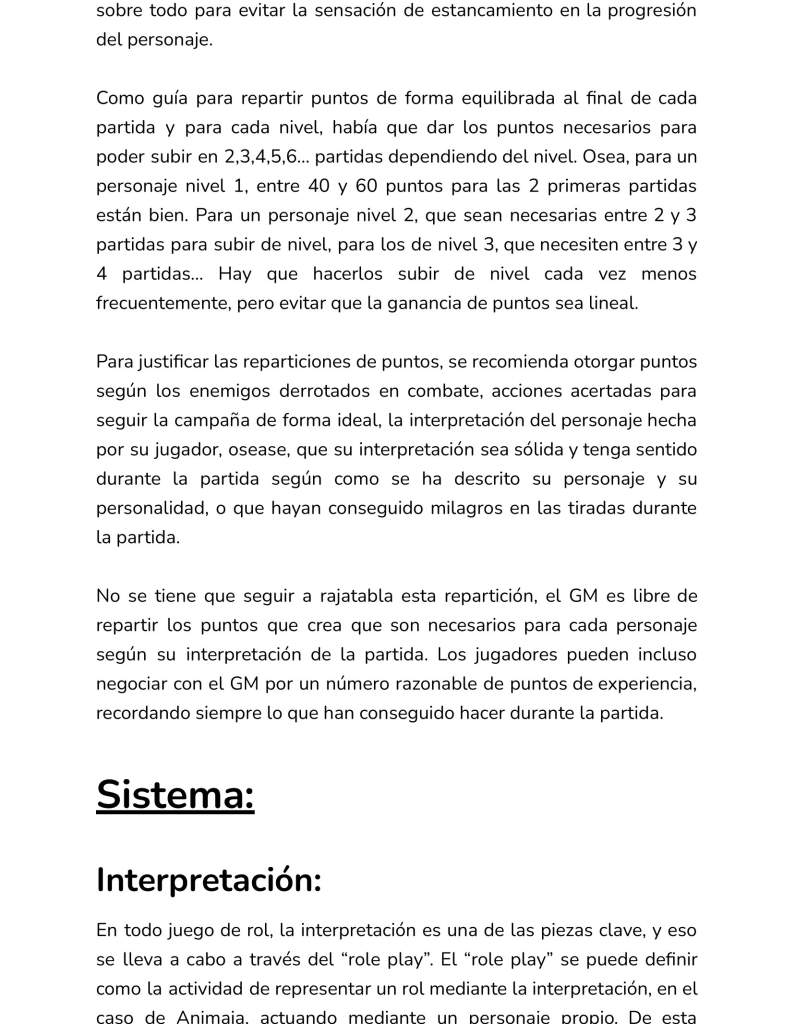 sobre todo para evitar la sensación de estancamiento en la progresión
del personaje.
Como guía para repartir puntos de forma equilibrada al final de cada
partida y para cada nivel, había que dar los puntos necesarios para
poder subir en 2,3,4,5,6... partidas dependiendo del nivel. Osea, para un
personaje nivel 1, entre 40 y 60 puntos para las 2 primeras partidas
están bien. Para un personaje nivel 2, que sean necesarias entre 2 y 3
partidas para subir de nivel, para los de nivel 3, que necesiten entre 3 y
4 partidas... Hay que hacerlos subir de nivel cada vez menos
frecuentemente, pero evitar que la ganancia de puntos sea lineal.
Para justificar las reparticiones de puntos, se recomienda otorgar puntos
según los enemigos derrotados en combate, acciones acertadas para
seguir la campaña de forma ideal, la interpretación del personaje hecha
por su jugador, osease, que su interpretación sea sólida y tenga sentido
durante la partida según como se ha descrito su personaje y su
personalidad, o que hayan conseguido milagros en las tiradas durante
la partida.
No se tiene que seguir a rajatabla esta repartición, el GM es libre de
repartir los puntos que crea que son necesarios para cada personaje
según su interpretación de la partida. Los jugadores pueden incluso
negociar con el GM por un número razonable de puntos de experiencia,
recordando siempre lo que han conseguido hacer durante la partida.
Sistema:
Interpretación:
En todo juego de rol, la interpretación es una de las piezas clave, y eso
se lleva a cabo a través del “role play”. El “role play” se puede definir
como la actividad de representar un rol mediante la interpretación, en el
caso de Animaia, actuando mediante un personaje propio. De esta